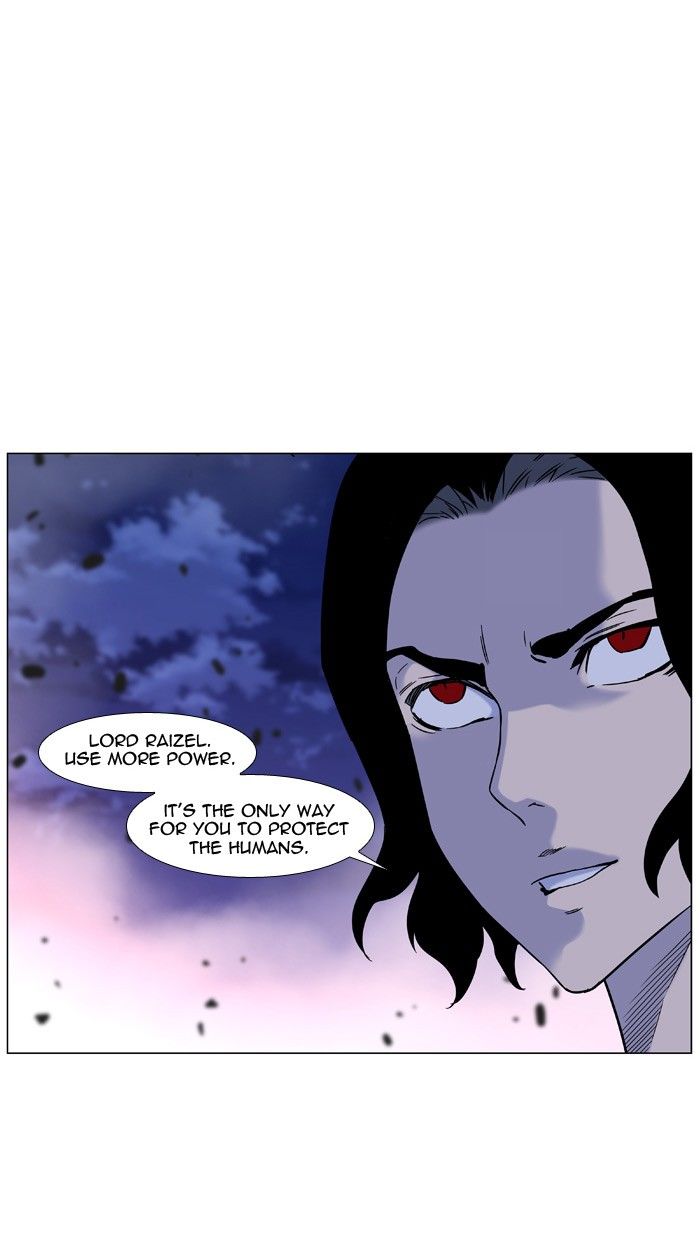 LORD RAIZEL.
USE MORE POWER.
IT'S THE ONLY WAY
FOR YOU TO PROTECT
THE HUMANS.